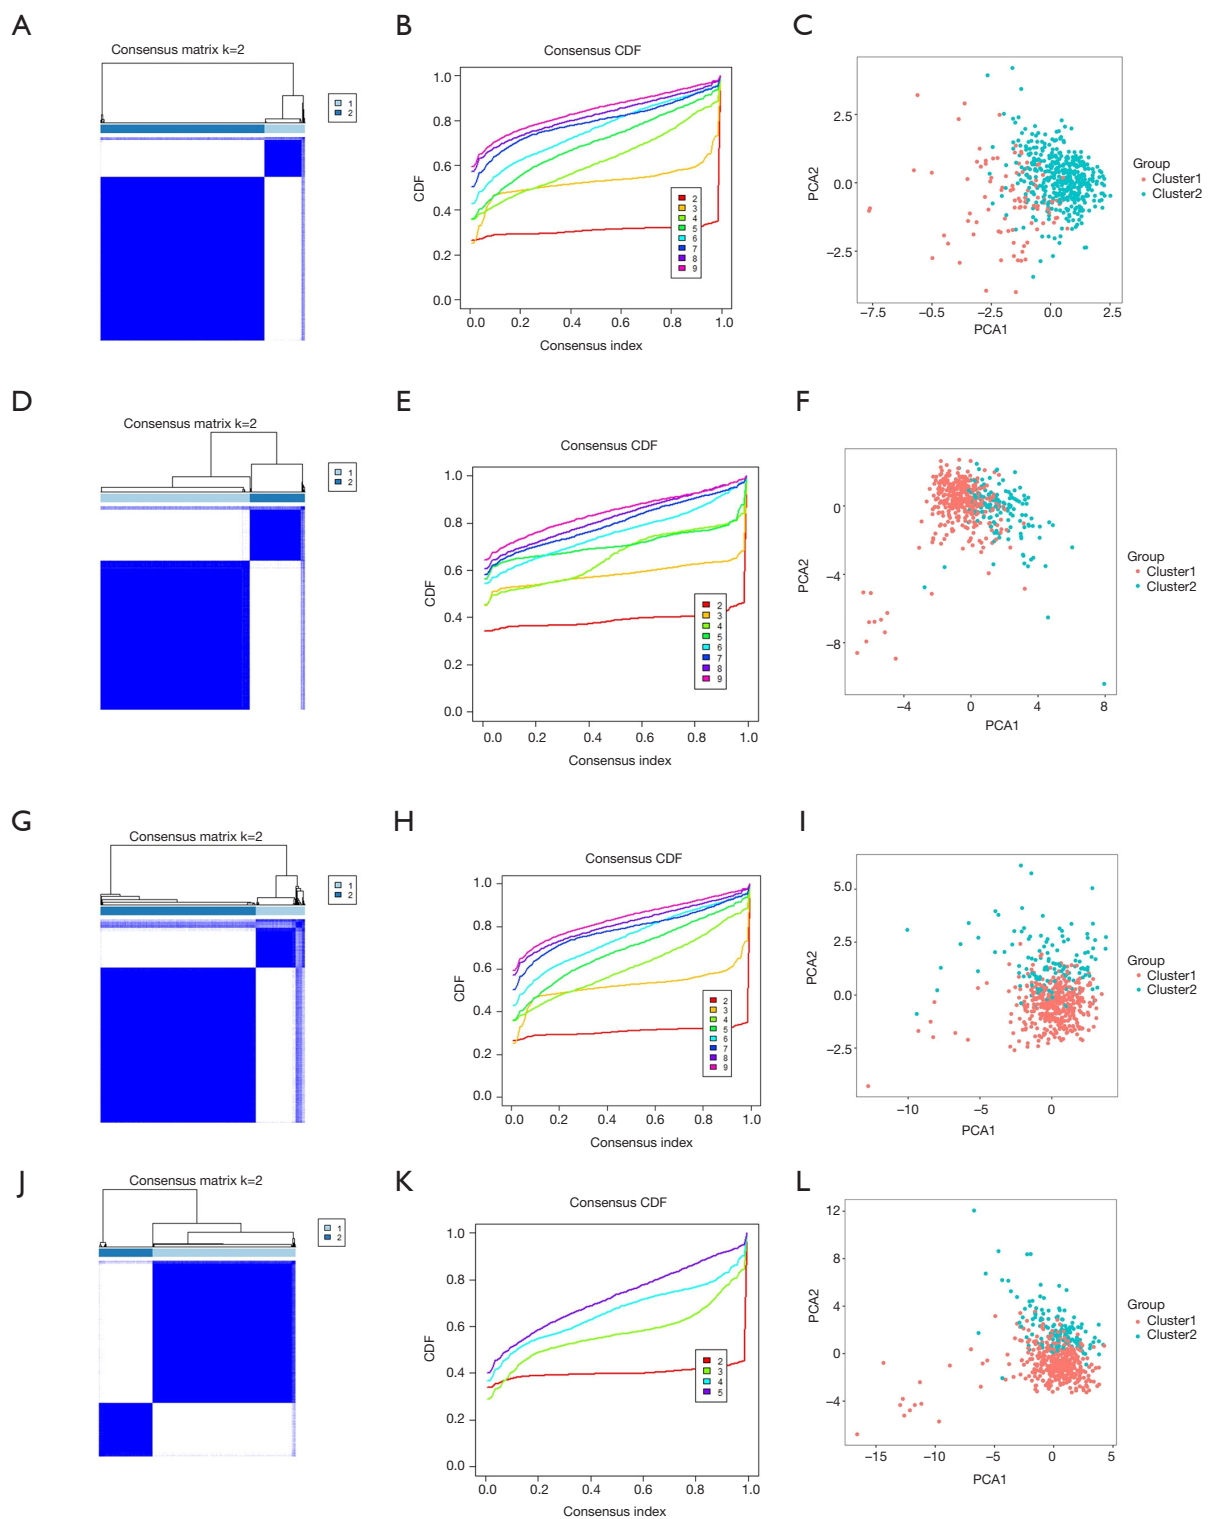 A
Consensus matrix k=2
1
2
B
Consensus CDF
CDF
1.0
0.8
0.6
0.4
0.2
0.0
2
3
4
5
6
7
8
9
0.0 0.2 0.4 0.6 0.8 1.0
Consensus index
C
PCA2
2.5
0.0
−2.5
−7.5 −0.5 −2.5 0.0 2.5
PCA1
Group
Cluster1
Cluster2
D
Consensus matrix k=2
1
2
E
Consensus CDF
CDF
1.0
0.8
0.6
0.4
0.2
0.0
2
3
4
5
6
7
8
9
0.0 0.2 0.4 0.6 0.8 1.0
Consensus index
F
PCA2
0
−4
−8
−4 0 4 8
PCA1
Group
Cluster1
Cluster2
G
Consensus matrix k=2
1
2
H
Consensus CDF
CDF
1.0
0.8
0.6
0.4
0.2
0.0
2
3
4
5
6
7
8
9
0.0 0.2 0.4 0.6 0.8 1.0
Consensus index
I
PCA2
5.0
2.5
0.0
−2.5
−10 −5 0
PCA1
Group
Cluster1
Cluster2
J
Consensus matrix k=2
1
2
K
Consensus CDF
CDF
1.0
0.8
0.6
0.4
0.2
0.0
2
3
4
5
0.0 0.2 0.4 0.6 0.8 1.0
Consensus index
L
PCA2
12
8
4
0
−4
−15 −10 −5 0 5
PCA1
Group
Cluster1
Cluster2